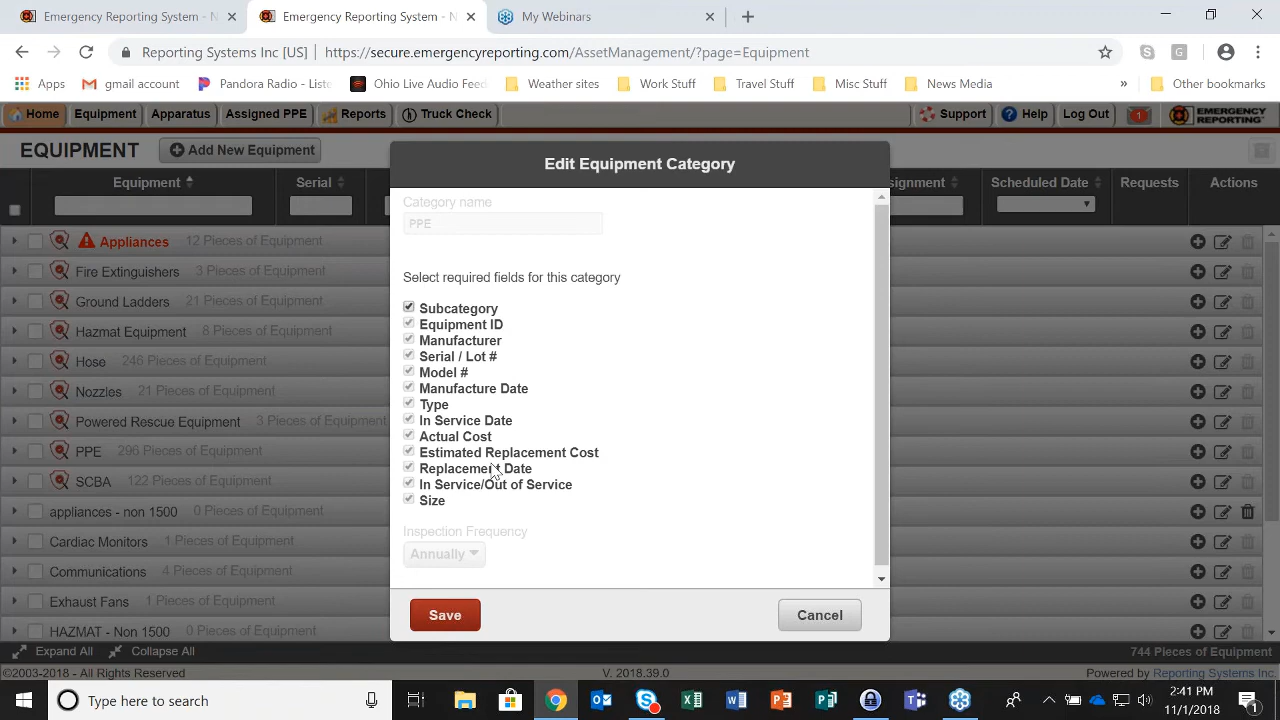 Emergency Reporting System - N
Emergency Reporting System - N
My Webinars
Reporting Systems Inc [US] | https://secure.emergencyreporting.com/AssetManagement/?page=Equipment
Apps
gmail account
Pandora Radio - Liste
Ohio Live Audio Feed
Weather sites
Work Stuff
Travel Stuff
Misc Stuff
News Media
»
Other bookmarks
Home
Equipment
Apparatus
Assigned PPE
Reports
Truck Check
Support
Help
Log Out
1
EMERGENCY REPORTING
EQUIPMENT
Add New Equipment
Equipment
Serial
gnment
Scheduled Date
Requests
Actions
Appliances 12 Pieces of Equipment
Fire Extinguishers 3 Pieces of Equipment
Ground Ladders 21 Pieces of Equipment
Hazmat Equipment 8 Pieces of Equipment
Hose 246 Pieces of Equipment
Nozzles 21 Pieces of Equipment
Powered Rescue Equipment 3 Pieces of Equipm
PPE 296 Pieces of Equipment
SCBA 122 Pieces of Equipment
appliances - non 1500 0 Pieces of Equipment
Cardiac Monitors 1 Pieces of Equipment
Communications 4 Pieces of Equipment
Exhaust Fans 1 Pieces of Equipment
HAZMAT - Non 1500 0 Pieces of Equipment
Edit Equipment Category
Category name
PPE
Select required fields for this category
Subcategory
Equipment ID
Manufacturer
Serial / Lot #
Model #
Manufacture Date
Type
In Service Date
Actual Cost
Estimated Replacement Cost
Replacement Date
In Service/Out of Service
Size
Inspection Frequency
Annually
Save
Cancel
Expand All
Collapse All
744 Pieces of Equipment
©2003-2018 - All Rights Reserved
V. 2018.39.0
Powered by Reporting Systems Inc.
Type here to search
2:41 PM
11/1/2018
1